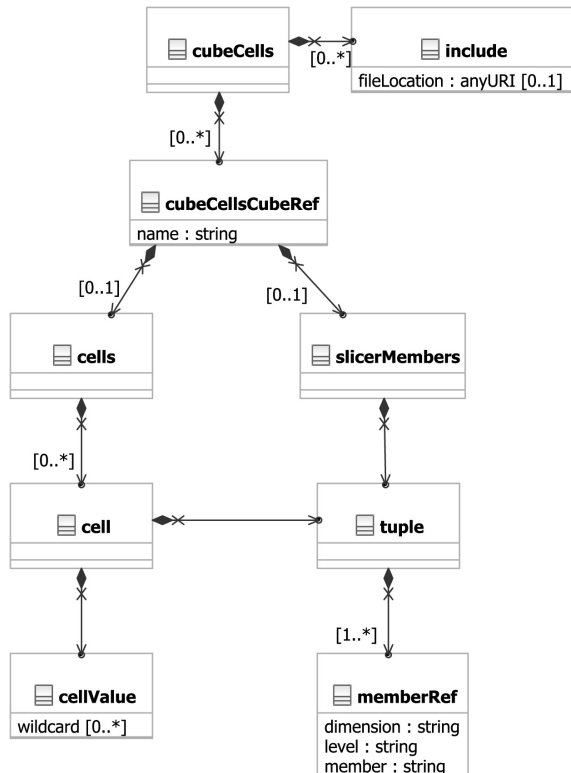 cubeCells
include
[0..*]
fileLocation : anyURI [0..1]
[0..*]
cubeCellsCubeRef
name : string
[0..1]
[0..1]
cells
slicerMembers
[0..*]
cell
tuple
[1..*]
cellValue
memberRef
wildcard [0..*]
dimension : string
level : string
member : string